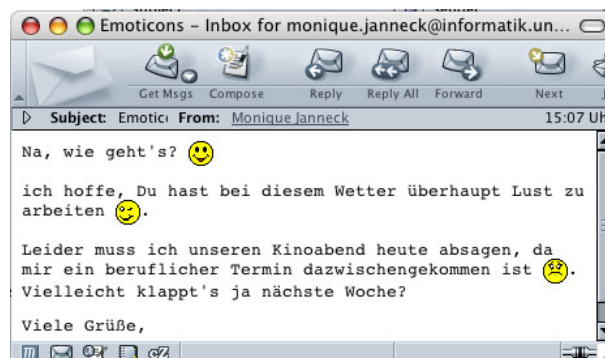 Emoticons – Inbox for monique.janneck@informatik.un...
Get Msgs Compose Reply Reply All Forward Next
Subject: Emotic From: Monique Janneck 15:07 Uh
Na, wie geht's?
ich hoffe, Du hast bei diesem Wetter überhaupt Lust zu
arbeiten .
Leider muss ich unseren Kinoabend heute absagen, da
mir ein beruflicher Termin dazwischengekommen ist .
Vielleicht klappt's ja nächste Woche?
Viele Grüße,